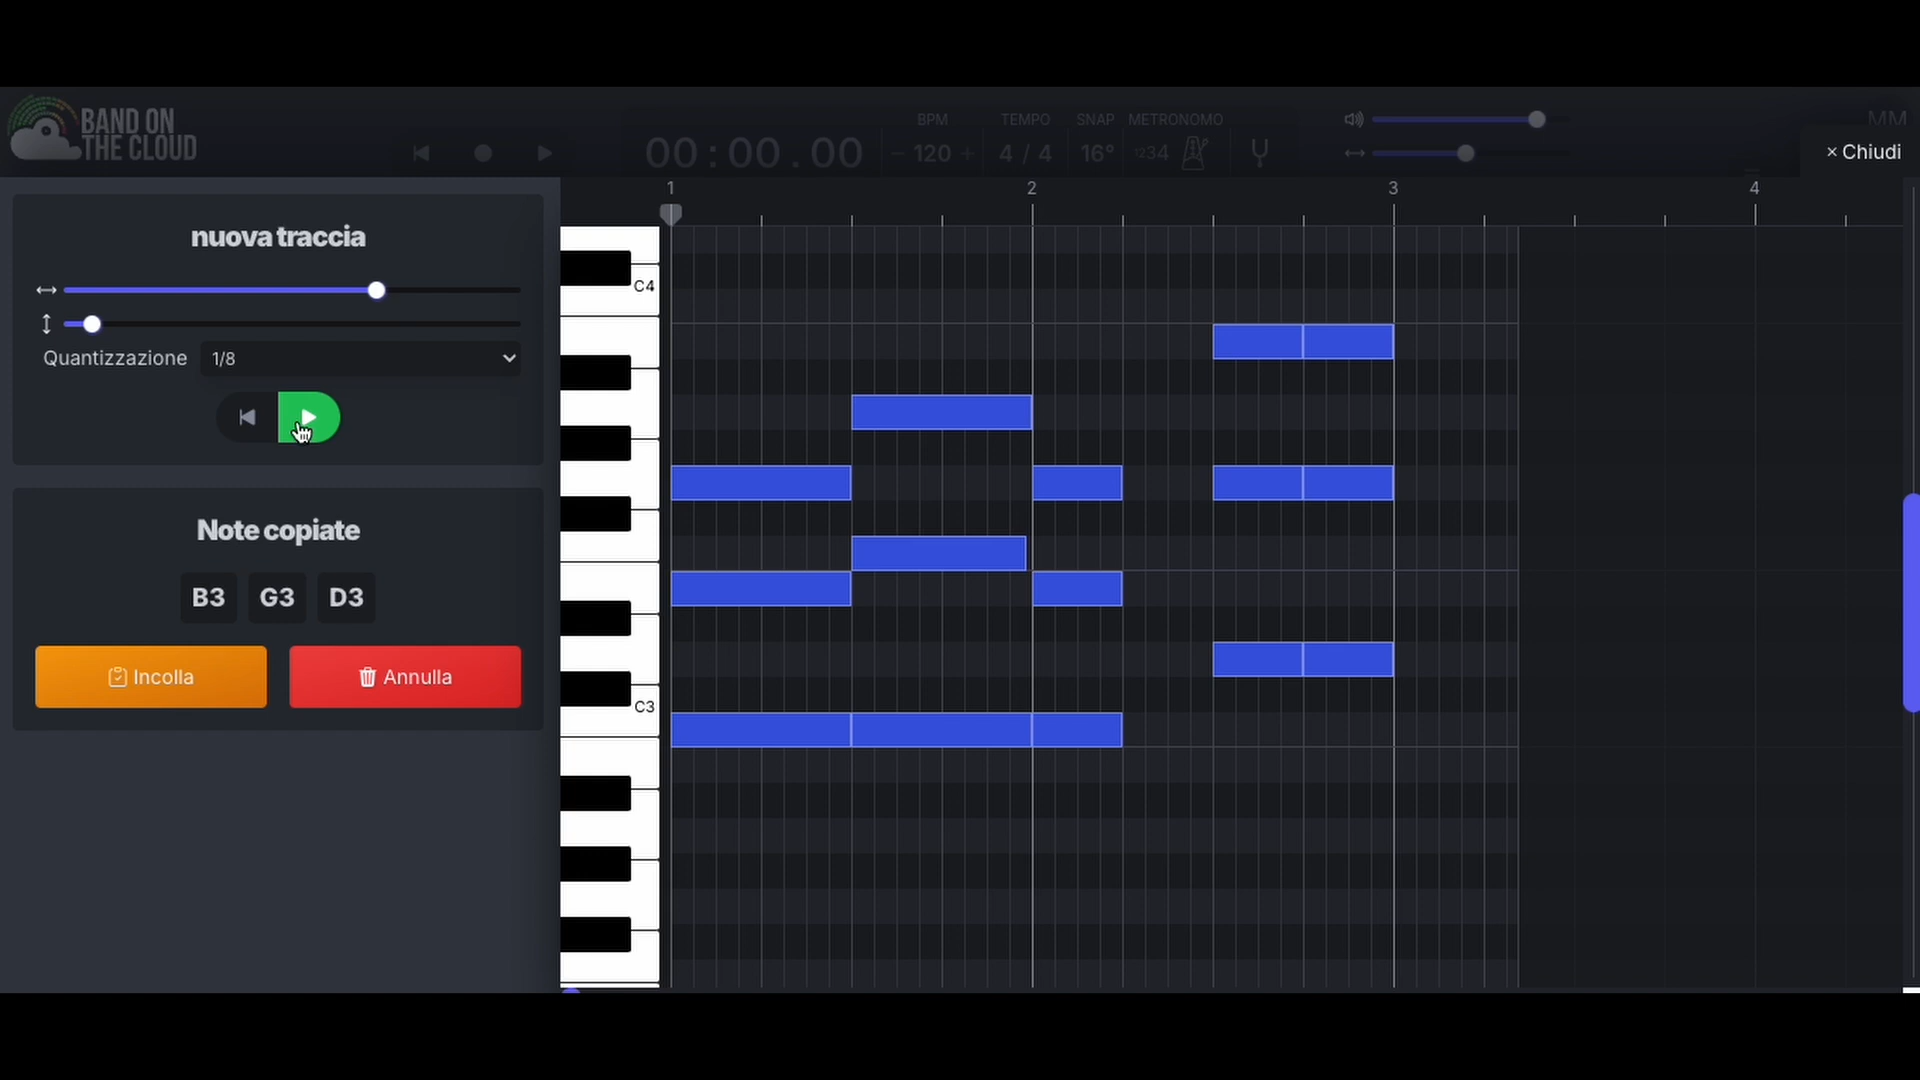 BAND ON
THE CLOUD
00:00.00
BPM
- 120 +
TEMPO
4 / 4
SNAP
16°
METRONOMO
1234
MM
× Chiudi
nuova traccia
Quantizzazione 1/8
Note copiate
B3 G3 D3
Incolla
Annulla
1 2 3 4
C4
C3